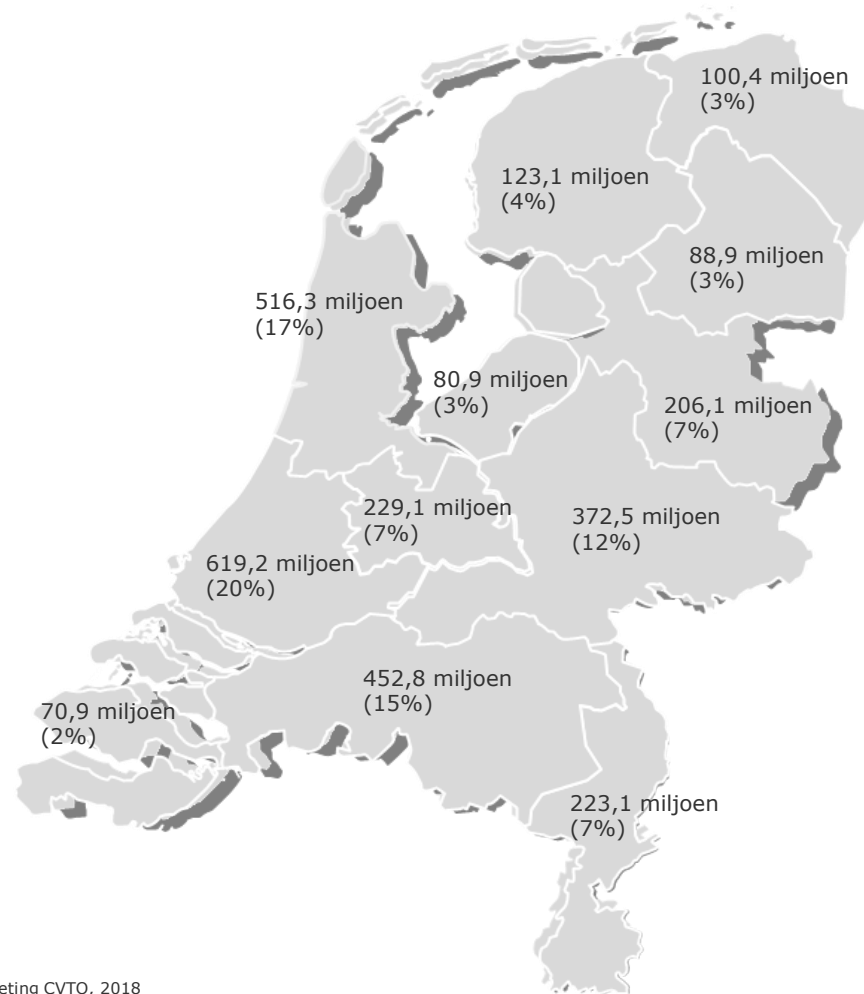 100,4 miljoen
(3%)
123,1 miljoen
(4%)
88,9 miljoen
(3%)
516,3 miljoen
(17%)
80,9 miljoen
(3%)
206,1 miljoen
(7%)
229,1 miljoen
(7%)
372,5 miljoen
(12%)
619,2 miljoen
(20%)
452,8 miljoen
(15%)
70,9 miljoen
(2%)
223,1 miljoen
(7%)
CVTO, 2018